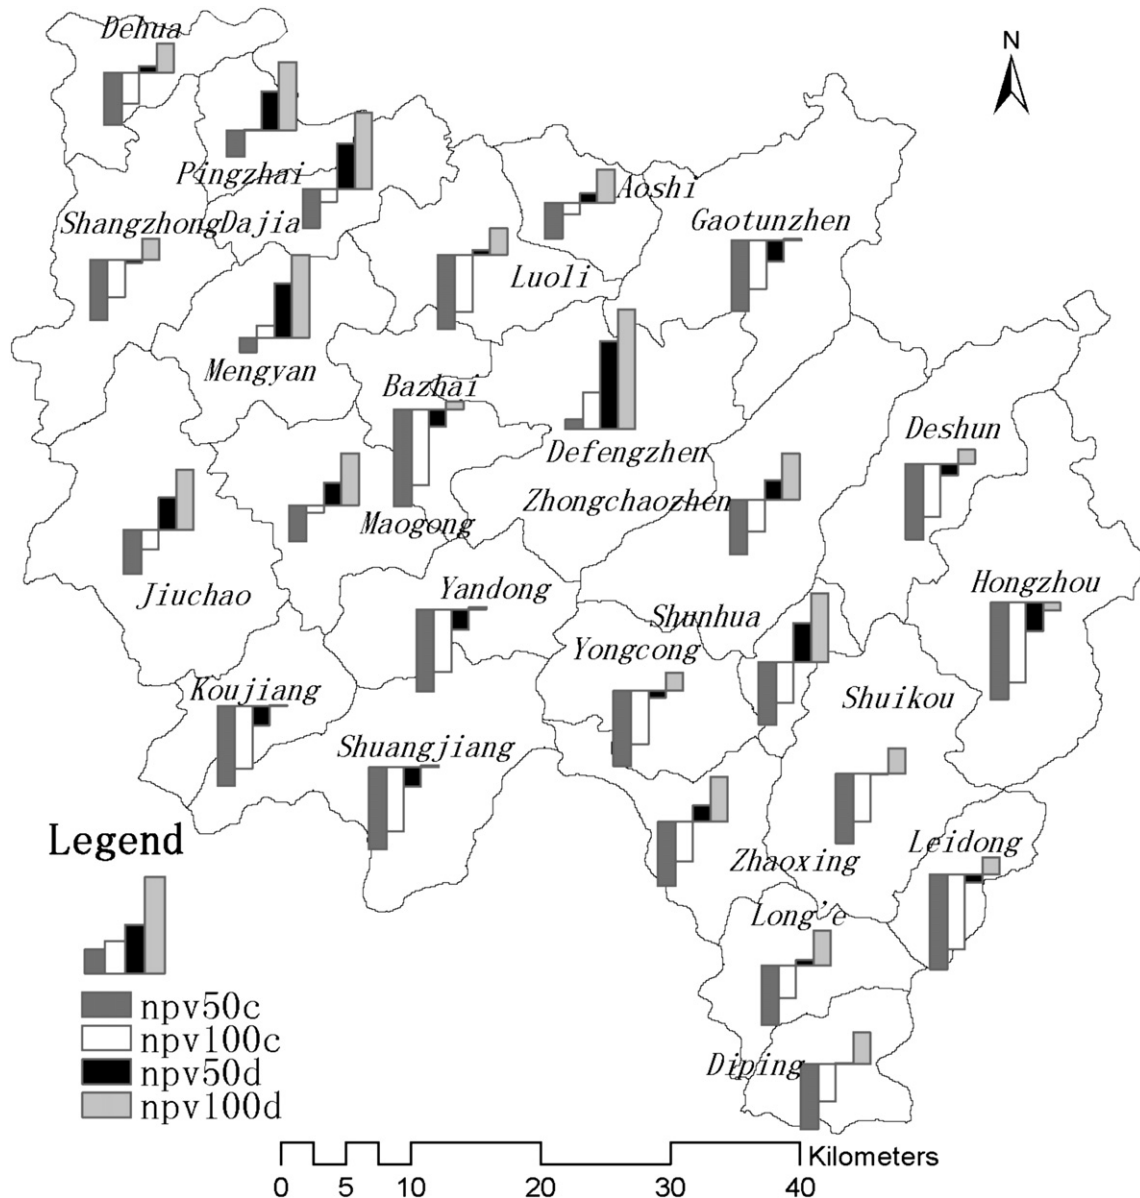 Dehua
N
Pingzhai
Aoshi
ShangzhongDajia
Gaotunzhen
Luoli
Mengyan
Bazhai
Deshun
Defengzhen
Zhongchaozhen
Maogong
Jiuchao
Yandong
Hongzhou
Shunhua
Yongcong
Koujiang
Shuikou
Shuangjiang
Legend
Zhaoxing
Leidong
Long'e
npv50c
npv100c
npv50d
npv100d
Diping
Kilometers
0 5 10 20 30 40